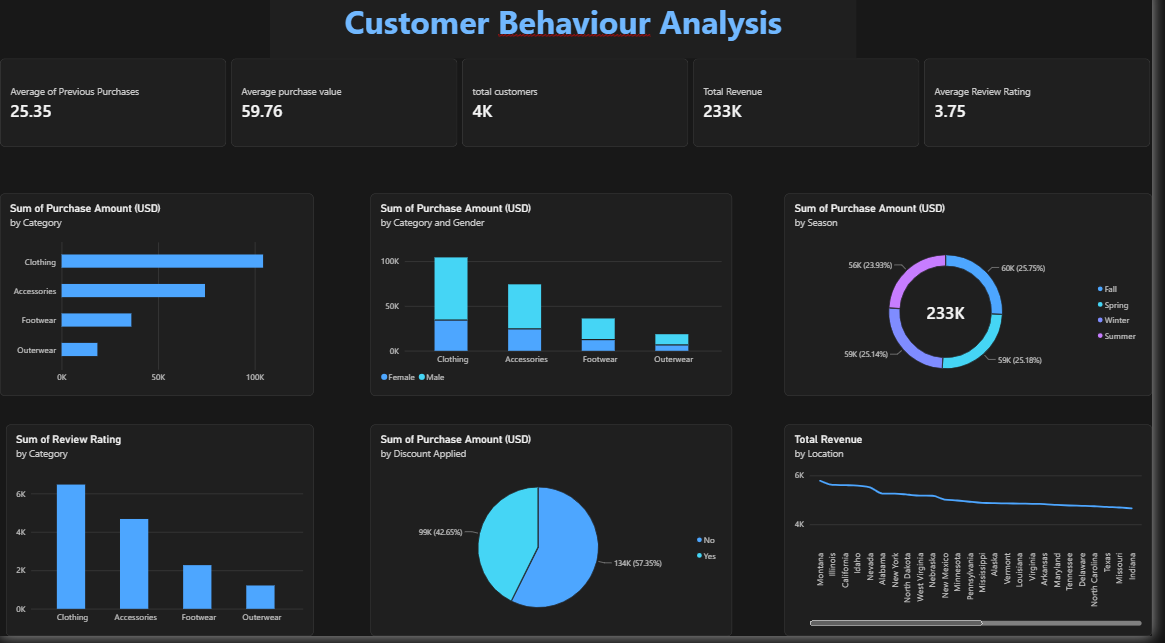 Customer Behaviour Analysis
Average of Previous Purchases
25.35
Average purchase value
59.76
total customers
4K
Total Revenue
233K
Average Review Rating
3.75
Sum of Purchase Amount (USD)
by Category
Clothing
Accessories
Footwear
Outerwear
0K 50K 100K
Sum of Purchase Amount (USD)
by Category and Gender
100K
50K
0K
Clothing Accessories Footwear Outerwear
Female Male
Sum of Purchase Amount (USD)
by Season
56K (23.93%)
60K (25.75%)
233K
59K (25.14%)
59K (25.18%)
Fall
Spring
Winter
Summer
Sum of Review Rating
by Category
6K
4K
2K
0K
Clothing Accessories Footwear Outerwear
Sum of Purchase Amount (USD)
by Discount Applied
99K (42.65%)
134K (57.35%)
No
Yes
Total Revenue
by Location
6K
4K
Montana
Illinois
California
Idaho
Nevada
Alabama
New York
North Dakota
West Virginia
Nebraska
New Mexico
Minnesota
Pennsylvania
Mississippi
Alaska
Vermont
Louisiana
Virginia
Arkansas
Maryland
Tennessee
Delaware
North Carolina
Texas
Missouri
Indiana